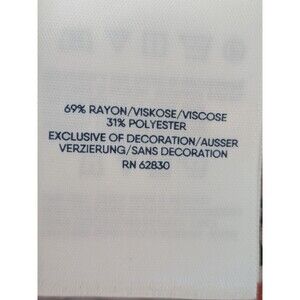 69% RAYON/VISKOSE/VISCOSE
31% POLYESTER
EXCLUSIVE OF DECORATION/AUSSER
VERZIERUNG/SANS DECORATION
RN 62830